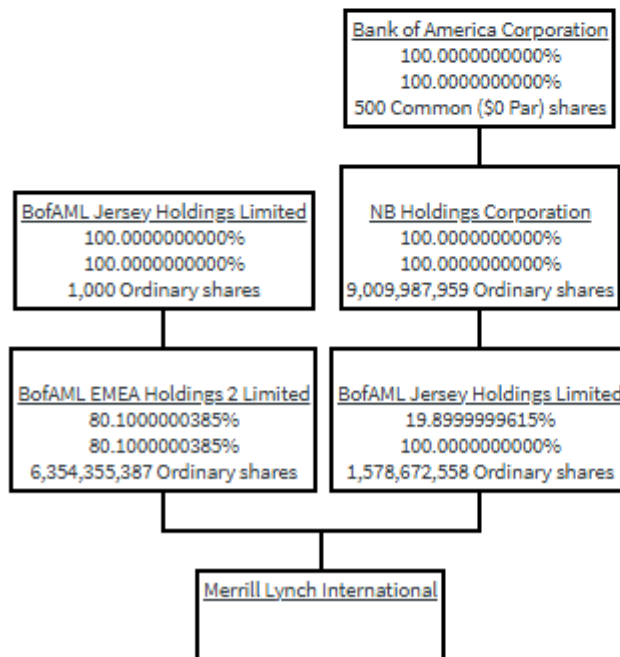 Bank of America Corporation
100.0000000000%
100.0000000000%
500 Common ($0 Par) shares
BofAML Jersey Holdings Limited
100.0000000000%
100.0000000000%
1,000 Ordinary shares
NB Holdings Corporation
100.0000000000%
100.0000000000%
9,009,987,959 Ordinary shares
BofAML EMEA Holdings 2 Limited
80.1000000385%
80.1000000385%
6,354,355,387 Ordinary shares
BofAML Jersey Holdings Limited
19.8999999615%
100.0000000000%
1,578,672,558 Ordinary shares
Merrill Lynch International